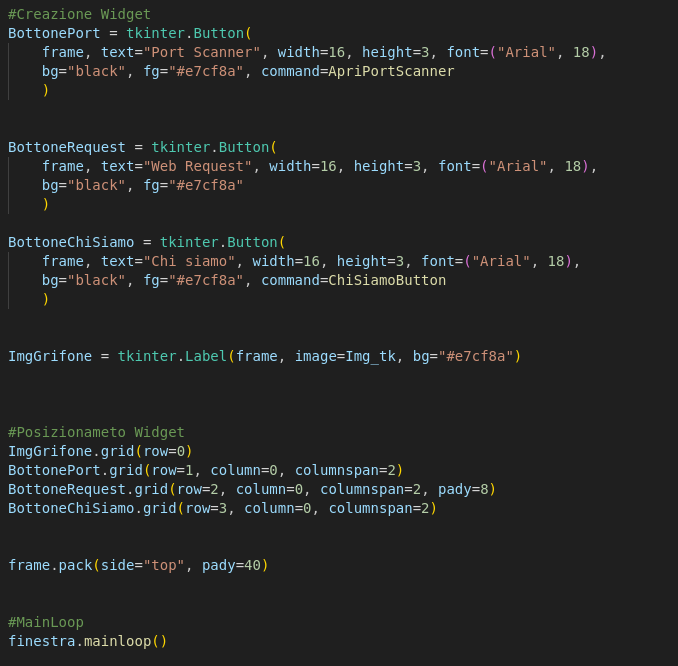 #Creazione Widget
BottonePort = tkinter.Button(
    frame, text="Port Scanner", width=16, height=3, font=("Arial", 18),
    bg="black", fg="#e7cf8a", command=ApriPortScanner
    )
BottoneRequest = tkinter.Button(
    frame, text="Web Request", width=16, height=3, font=("Arial", 18),
    bg="black", fg="#e7cf8a"
    )
BottoneChiSiamo = tkinter.Button(
    frame, text="Chi siamo", width=16, height=3, font=("Arial", 18),
    bg="black", fg="#e7cf8a", command=ChiSiamoButton
    )
ImgGrifone = tkinter.Label(frame, image=Img_tk, bg="#e7cf8a")
#Posizionameto Widget
ImgGrifone.grid(row=0)
BottonePort.grid(row=1, column=0, columnspan=2)
BottoneRequest.grid(row=2, column=0, columnspan=2, pady=8)
BottoneChiSiamo.grid(row=3, column=0, columnspan=2)
frame.pack(side="top", pady=40)
#MainLoop
finestra.mainloop()